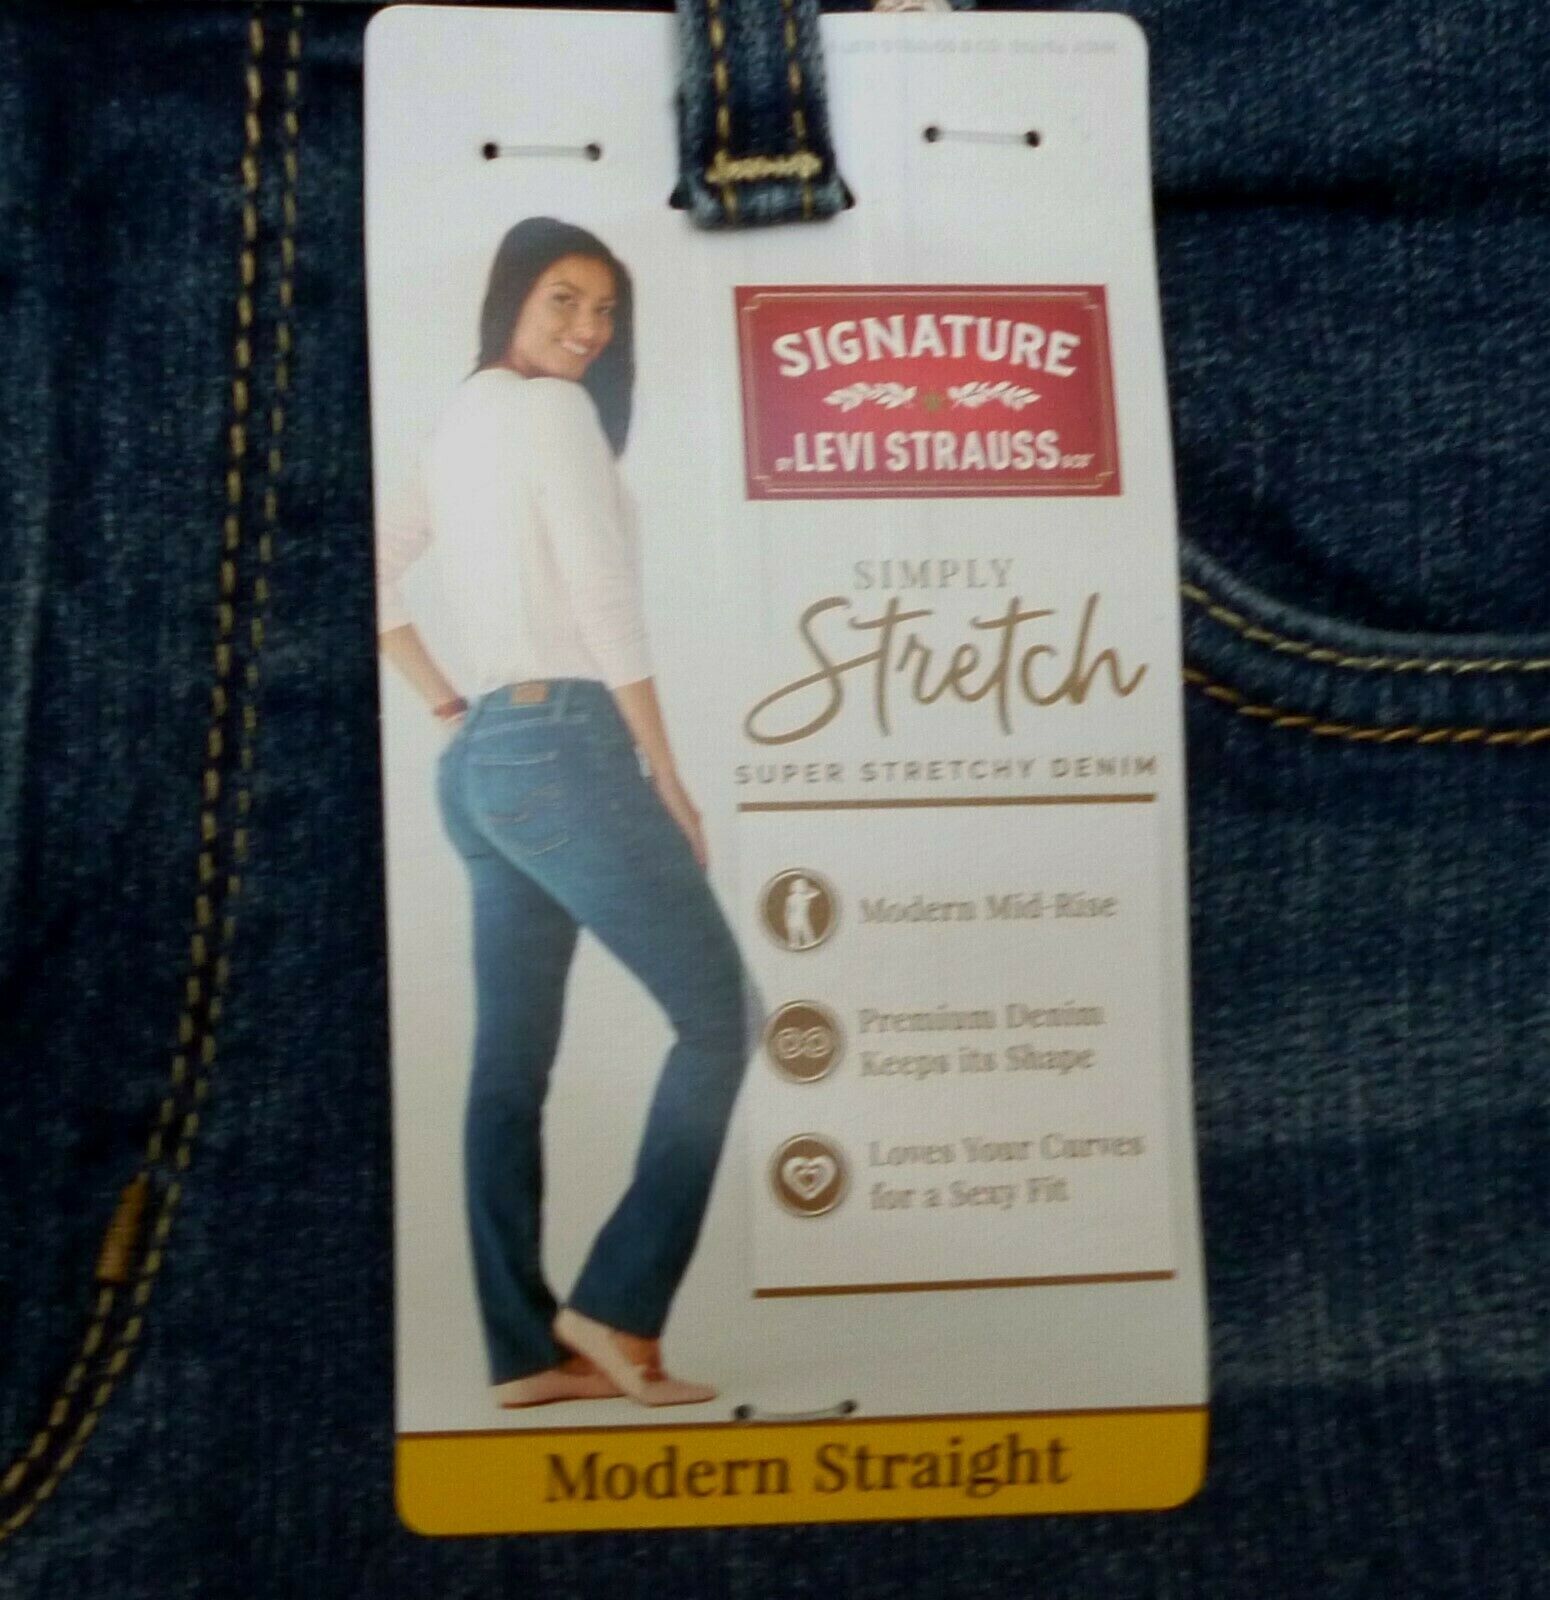 SIGNATURE
BY LEVI STRAUSS & CO.
SIMPLY
Stretch
SUPER STRETCHY DENIM
Modern Mid-Rise
Premium Denim
Keeps its Shape
Loves Your Curves
for a Sexy Fit
Modern Straight